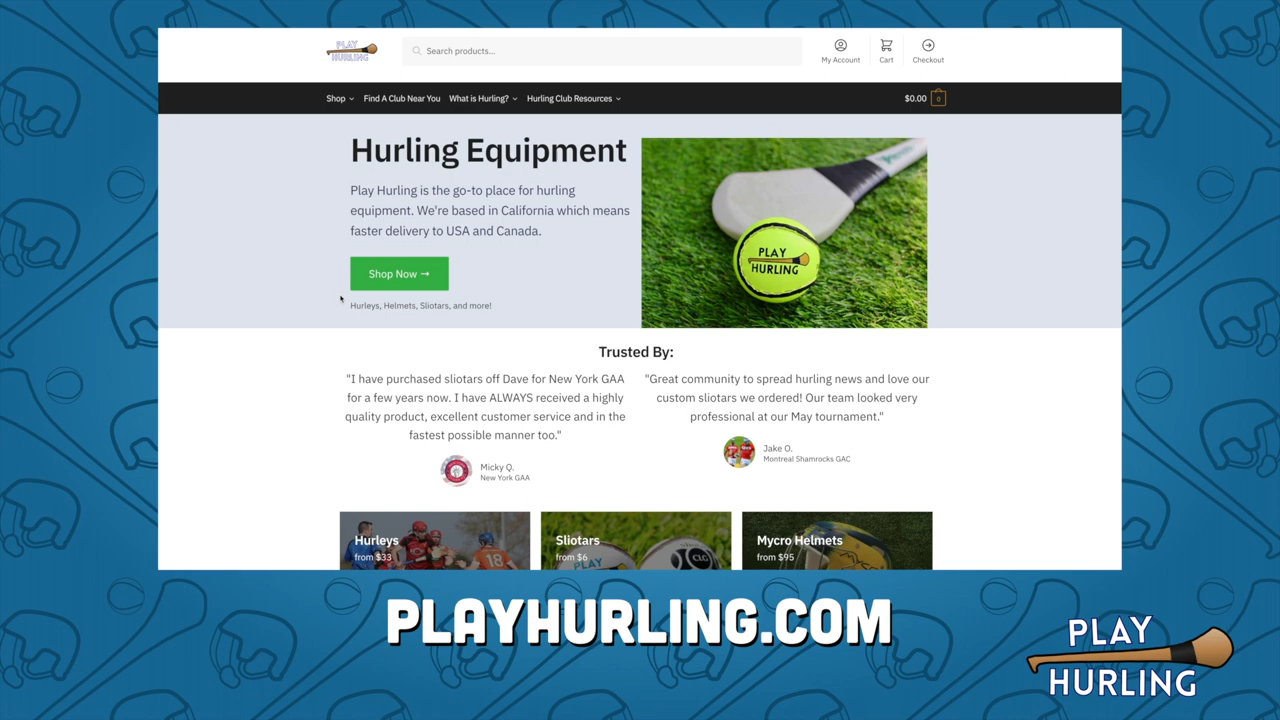 PLAY
HURLING
Search products...
My Account
Cart
Checkout
Shop
Find A Club Near You
What is Hurling?
Hurling Club Resources
$0.00
0
Hurling Equipment
Play Hurling is the go-to place for hurling
equipment. We're based in California which means
faster delivery to USA and Canada.
Shop Now →
Hurleys, Helmets, Sliotars, and more!
PLAY
HURLING
Trusted By:
"I have purchased sliotars off Dave for New York GAA
for a few years now. I have ALWAYS received a highly
quality product, excellent customer service and in the
fastest possible manner too."
Micky Q.
New York GAA
"Great community to spread hurling news and love our
custom sliotars we ordered! Our team looked very
professional at our May tournament."
Jake O.
Montreal Shamrocks GAC
Hurleys
from $33
18
Sliotars
from $6
Mycro Helmets
from $95
PLAYHURLING.COM
PLAY
HURLING